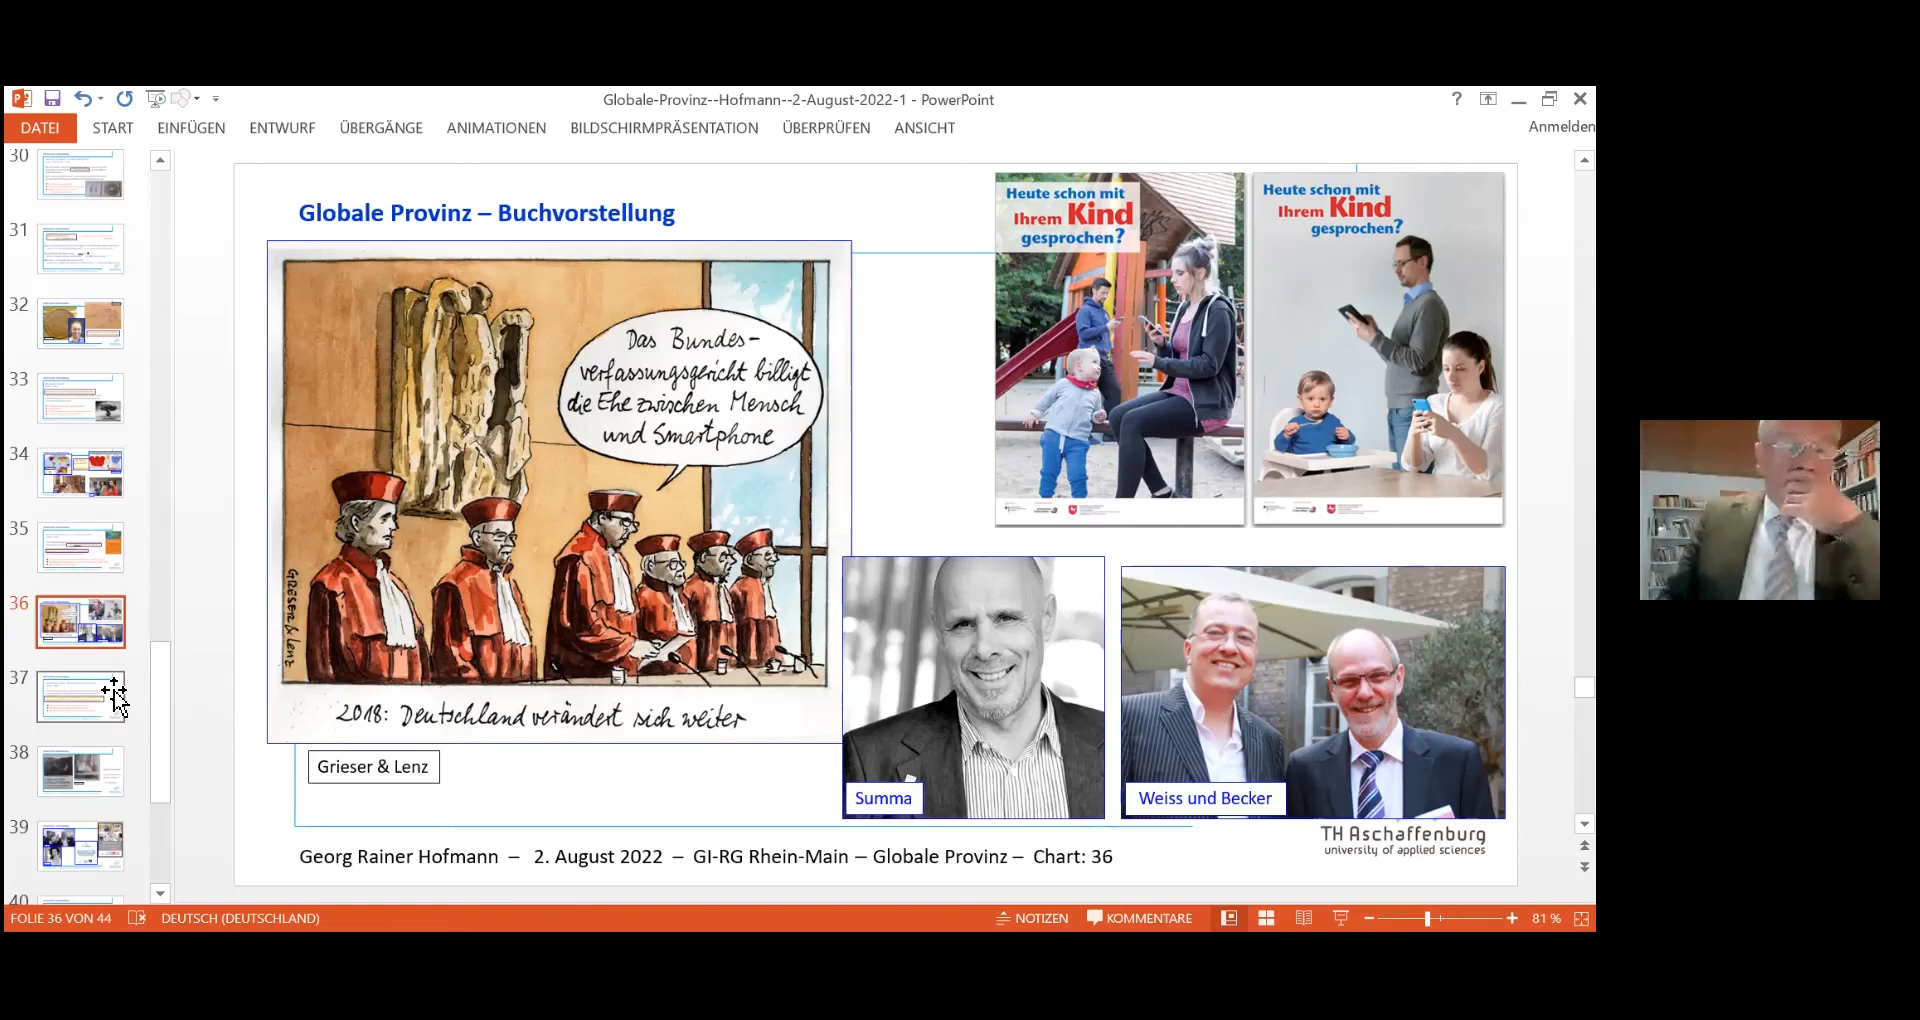 Globale-Provinz--Hofmann--2-August-2022-1 - PowerPoint
?
DATEI START EINFÜGEN ENTWURF ÜBERGÄNGE ANIMATIONEN BILDSCHIRMPRÄSENTATION ÜBERPRÜFEN ANSICHT Anmelden
30
31
32
33
34
35
36
37
38
39
40
Globale Provinz – Buchvorstellung
Das Bundes-
verfassungsgericht billigt
die Ehe zwischen Mensch
und Smartphone
GRIESER & Lenz
2018: Deutschland verändert sich weiter
Grieser & Lenz
Heute schon mit
Ihrem Kind
gesprochen?
Heute schon mit
Ihrem Kind
gesprochen?
Summa
Weiss und Becker
TH Aschaffenburg
university of applied sciences
Georg Rainer Hofmann – 2. August 2022 – GI-RG Rhein-Main – Globale Provinz – Chart: 36
FOLIE 36 VON 44 DEUTSCH (DEUTSCHLAND) NOTIZEN KOMMENTARE 81 %